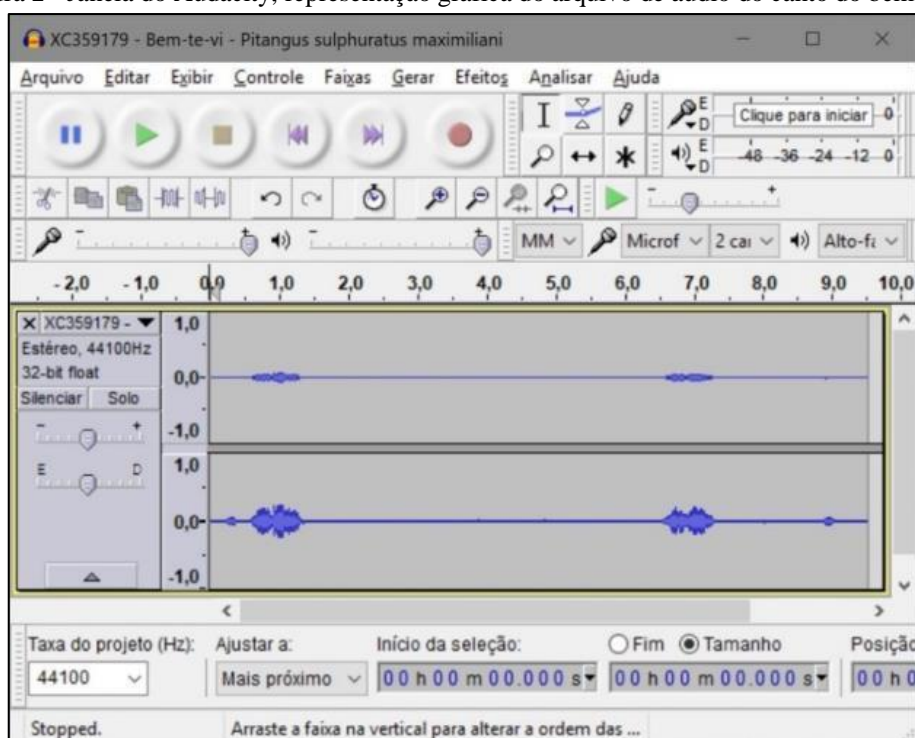 XC359179 - Bem-te-vi - Pitangus sulphuratus maximiliani
Arquivo Editar Exibir Controle Faixas Gerar Efeitos Analisar Ajuda
E D Clique para iniciar 0
E D -48 -36 -24 -12 0
MM Microf 2 Alto-
- 2,0 - 1,0 0,0 1,0 2,0 3,0 4,0 5,0 6,0 7,0 8,0 9,0 10,0
XC359179 - 1,0
Estéreo, 44100Hz
32-bit float 0,0
Silenciar Solo
- + -1,0
E D 1,0
0,0
-1,0
Taxa do projeto (Hz): Ajustar a: Início da seleção: Fim Tamanho Posição
44100 Mais próximo 00 h 00 m 00.000 s 00 h 00 m 00.000 s 00 h
Stopped. Arraste a faixa na vertical para alterar a ordem das ...